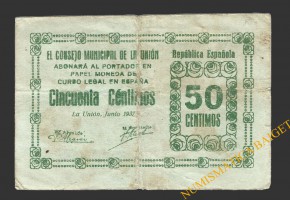 EL CONSEJO MUNICIPAL DE LA UNIÓN
ABONARÁ AL PORTADOR EN
PAPEL MONEDA DE
CURSO LEGAL EN ESPAÑA
Cincuenta Céntimos
La Unión, Junio 1937
República Española
50
CENTIMOS